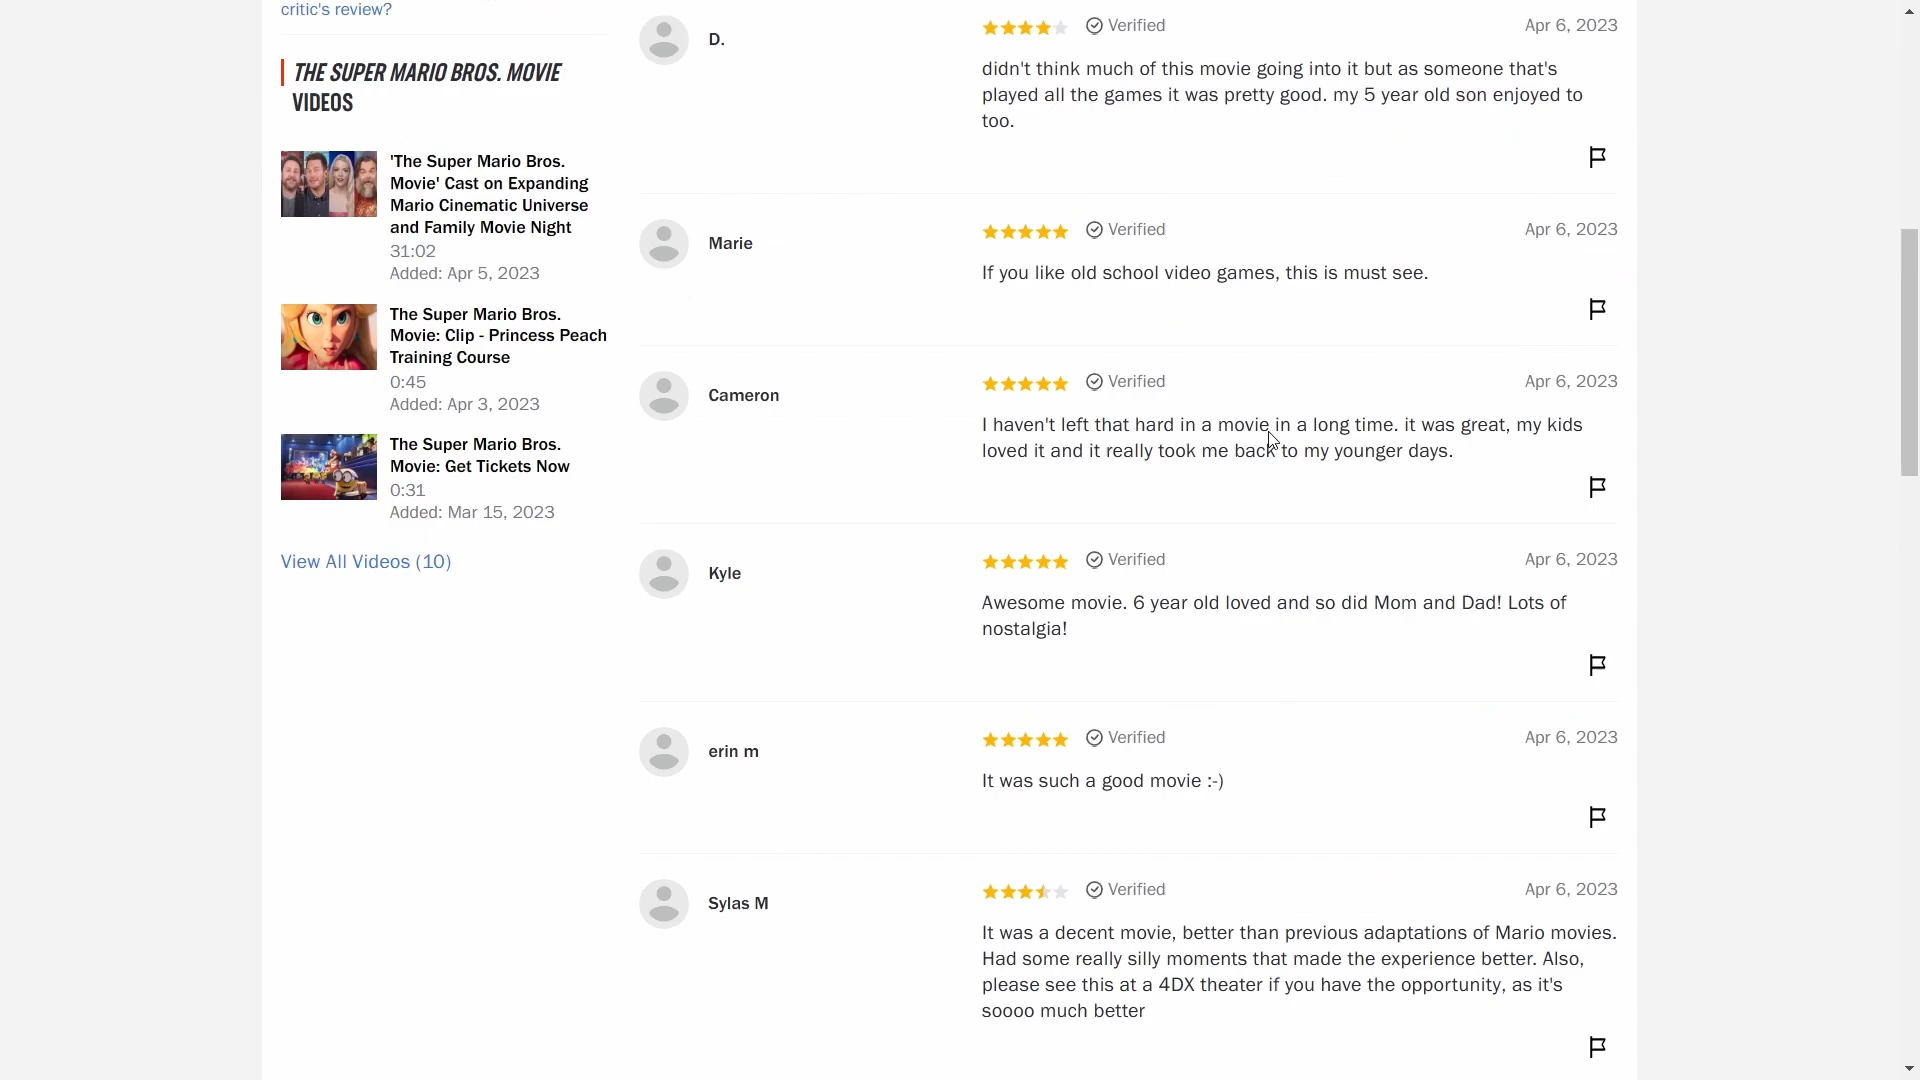 critic's review?
THE SUPER MARIO BROS. MOVIE
VIDEOS
'The Super Mario Bros.
Movie' Cast on Expanding
Mario Cinematic Universe
and Family Movie Night
31:02
Added: Apr 5, 2023
The Super Mario Bros.
Movie: Clip - Princess Peach
Training Course
0:45
Added: Apr 3, 2023
The Super Mario Bros.
Movie: Get Tickets Now
0:31
Added: Mar 15, 2023
View All Videos (10)
D.
Verified
Apr 6, 2023
didn't think much of this movie going into it but as someone that's
played all the games it was pretty good. my 5 year old son enjoyed to
too.
Marie
Verified
Apr 6, 2023
If you like old school video games, this is must see.
Cameron
Verified
Apr 6, 2023
I haven't left that hard in a movie in a long time. it was great, my kids
loved it and it really took me back to my younger days.
Kyle
Verified
Apr 6, 2023
Awesome movie. 6 year old loved and so did Mom and Dad! Lots of
nostalgia!
erin m
Verified
Apr 6, 2023
It was such a good movie :-)
Sylas M
Verified
Apr 6, 2023
It was a decent movie, better than previous adaptations of Mario movies.
Had some really silly moments that made the experience better. Also,
please see this at a 4DX theater if you have the opportunity, as it's
soooo much better